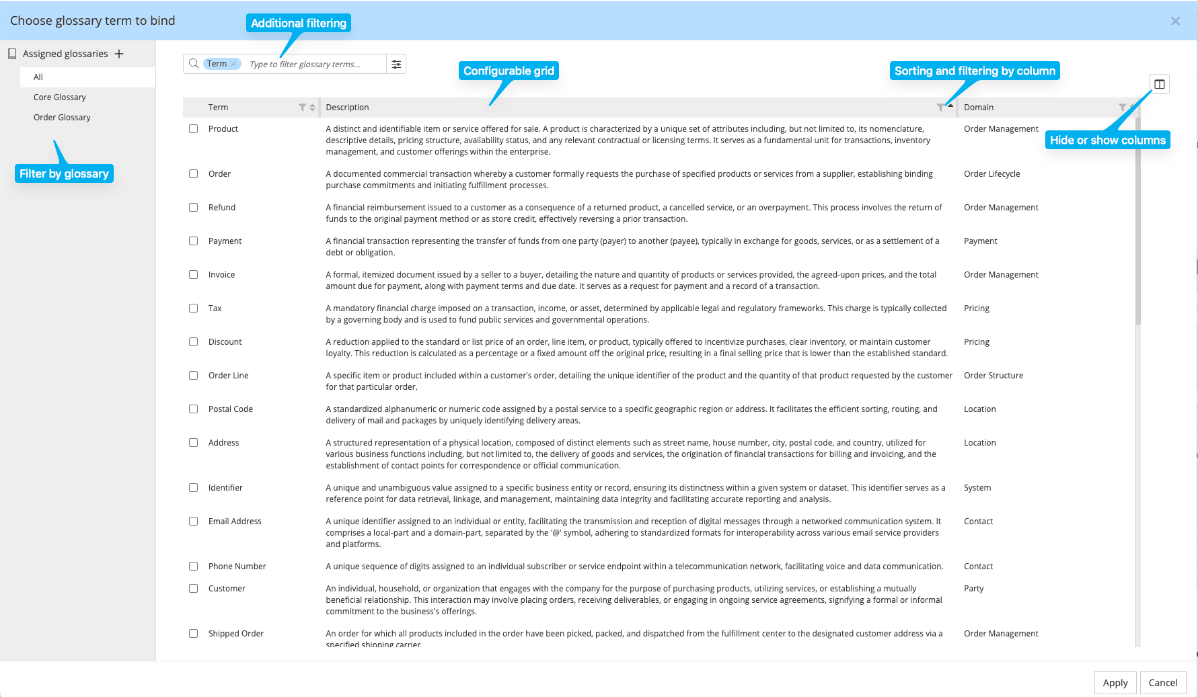 Choose glossary term to bind
Additional filtering
Assigned glossaries
All
Core Glossary
Order Glossary
Filter by glossary
Term
Type to filter glossary terms...
Configurable grid
Sorting and filtering by column
Hide or show columns
Term Description Domain
Product A distinct and identifiable item or service offered for sale. A product is characterized by a unique set of attributes including, but not limited to, its nomenclature, Order Management
descriptive details, pricing structure, availability status, and any relevant contractual or licensing terms. It serves as a fundamental unit for transactions, inventory
management, and customer offerings within the enterprise.
Order A documented commercial transaction whereby a customer formally requests the purchase of specified products or services from a supplier, establishing binding Order Lifecycle
purchase commitments and initiating fulfillment processes.
Refund A financial reimbursement issued to a customer as a consequence of a returned product, a cancelled service, or an overpayment. This process involves the return of Order Management
funds to the original payment method or as store credit, effectively reversing a prior transaction.
Payment A financial transaction representing the transfer of funds from one party (payer) to another (payee), typically in exchange for goods, services, or as a settlement of a Payment
debt or obligation.
Invoice A formal, itemized document issued by a seller to a buyer, detailing the nature and quantity of products or services provided, the agreed-upon prices, and the total Order Management
amount due for payment, along with payment terms and due date. It serves as a request for payment and a record of a transaction.
Tax A mandatory financial charge imposed on a transaction, income, or asset, determined by applicable legal and regulatory frameworks. This charge is typically collected Pricing
by a governing body and is used to fund public services and governmental operations.
Discount A reduction applied to the standard or list price of an order, line item, or product, typically offered to incentivize purchases, clear inventory, or maintain customer Pricing
loyalty. This reduction is calculated as a percentage or a fixed amount off the original price, resulting in a final selling price that is lower than the established standard.
Order Line A specific item or product included within a customer's order, detailing the unique identifier of the product and the quantity of that product requested by the customer Order Structure
for that particular order.
Postal Code A standardized alphanumeric or numeric code assigned by a postal service to a specific geographic region or address. It facilitates the efficient sorting, routing, and Location
delivery of mail and packages by uniquely identifying delivery areas.
Address A structured representation of a physical location, composed of distinct elements such as street name, house number, city, postal code, and country, utilized for Location
various business functions including, but not limited to, the delivery of goods and services, the origination of financial transactions for billing and invoicing, and the
establishment of contact points for correspondence or official communication.
Identifier A unique and unambiguous value assigned to a specific business entity or record, ensuring its distinctness within a given system or dataset. This identifier serves as a System
reference point for data retrieval, linkage, and management, maintaining data integrity and facilitating accurate reporting and analysis.
Email Address A unique identifier assigned to an individual or entity, facilitating the transmission and reception of digital messages through a networked communication system. It Contact
comprises a local-part and a domain-part, separated by the '@' symbol, adhering to standardized formats for interoperability across various email service providers
and platforms.
Phone Number A unique sequence of digits assigned to an individual subscriber or service endpoint within a telecommunication network, facilitating voice and data communication. Contact
Customer An individual, household, or organization that engages with the company for the purpose of purchasing products, utilizing services, or establishing a mutually Party
beneficial relationship. This interaction may involve placing orders, receiving deliverables, or engaging in ongoing service agreements, signifying a formal or informal
commitment to the business's offerings.
Shipped Order An order for which all products included in the order have been picked, packed, and dispatched from the fulfillment center to the designated customer address via a Order Management
specified shipping carrier.
Apply Cancel